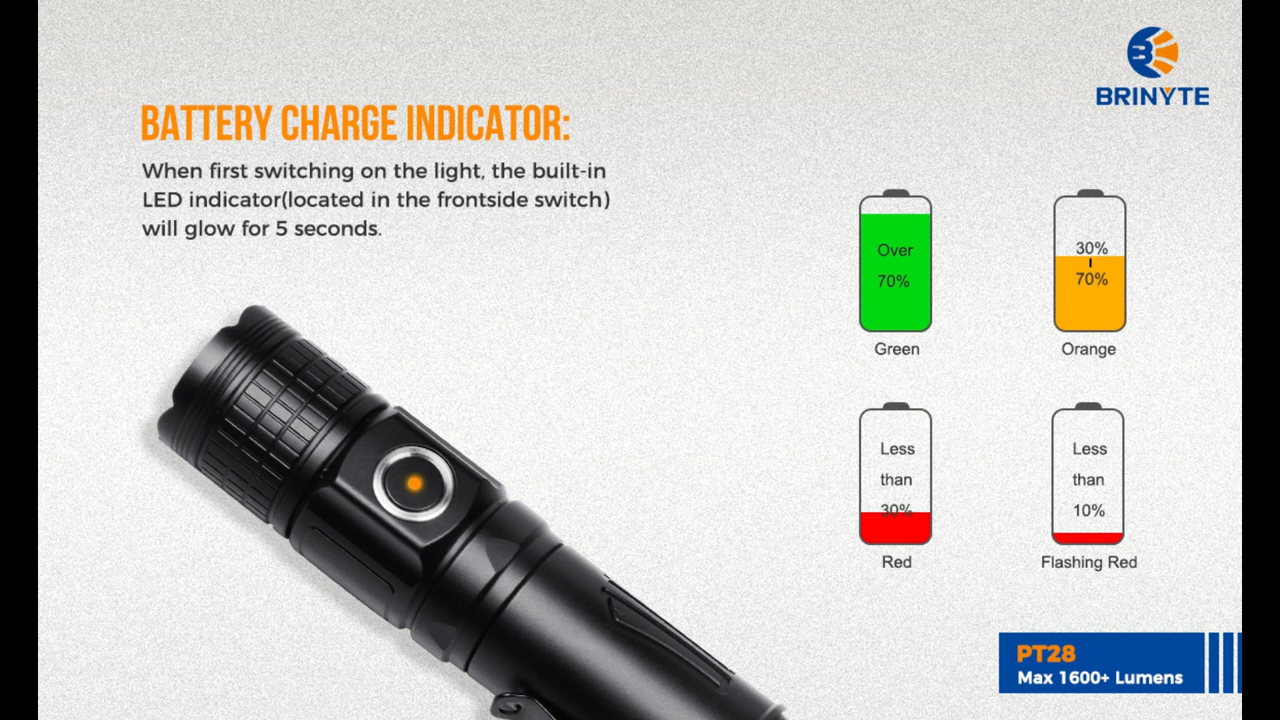 BRINYTE
BATTERY CHARGE INDICATOR:
When first switching on the light, the built-in
LED indicator(located in the frontside switch)
will glow for 5 seconds.
Over
70%
Green
30%
70%
Orange
Less
than
30%
Red
Less
than
10%
Flashing Red
PT28
Max 1600+ Lumens